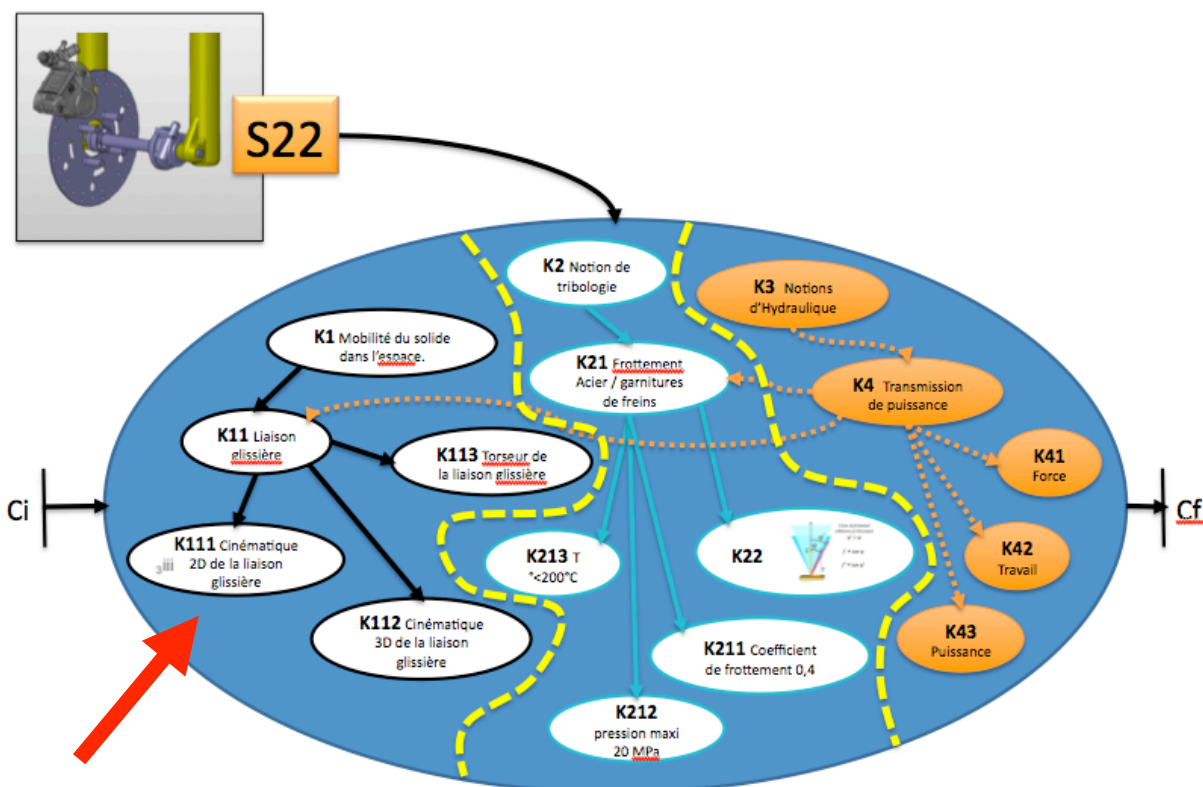 S22
K2 Notion de
tribologie
K3 Notions
d'Hydraulique
K1 Mobilité du solide
dans l'espace.
K21 Frottement
Acier / garnitures
de freins
K4 Transmission
de puissance
K11 Liaison
glissière
K113 Torseur de
la liaison glissière
K41
Force
Ci
Cf
K111 Cinématique
2D de la liaison
glissière
K213 T
°<200°C
K22
K42
Travail
K112 Cinématique
3D de la liaison
glissière
K211 Coefficient
de frottement 0,4
K43
Puissance
K212
pression maxi
20 MPa